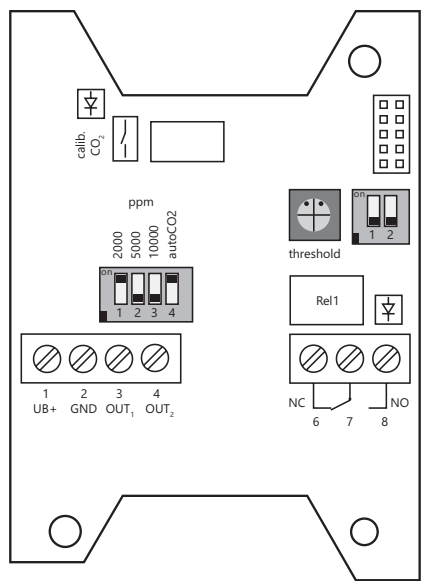 calib.
CO₂
ppm
2000
5000
10000
autoCO2
on
1 2 3 4
on
1 2
threshold
Rel1
1 2 3 4
UB+ GND OUT₁ OUT₂
NC NO
6 7 8